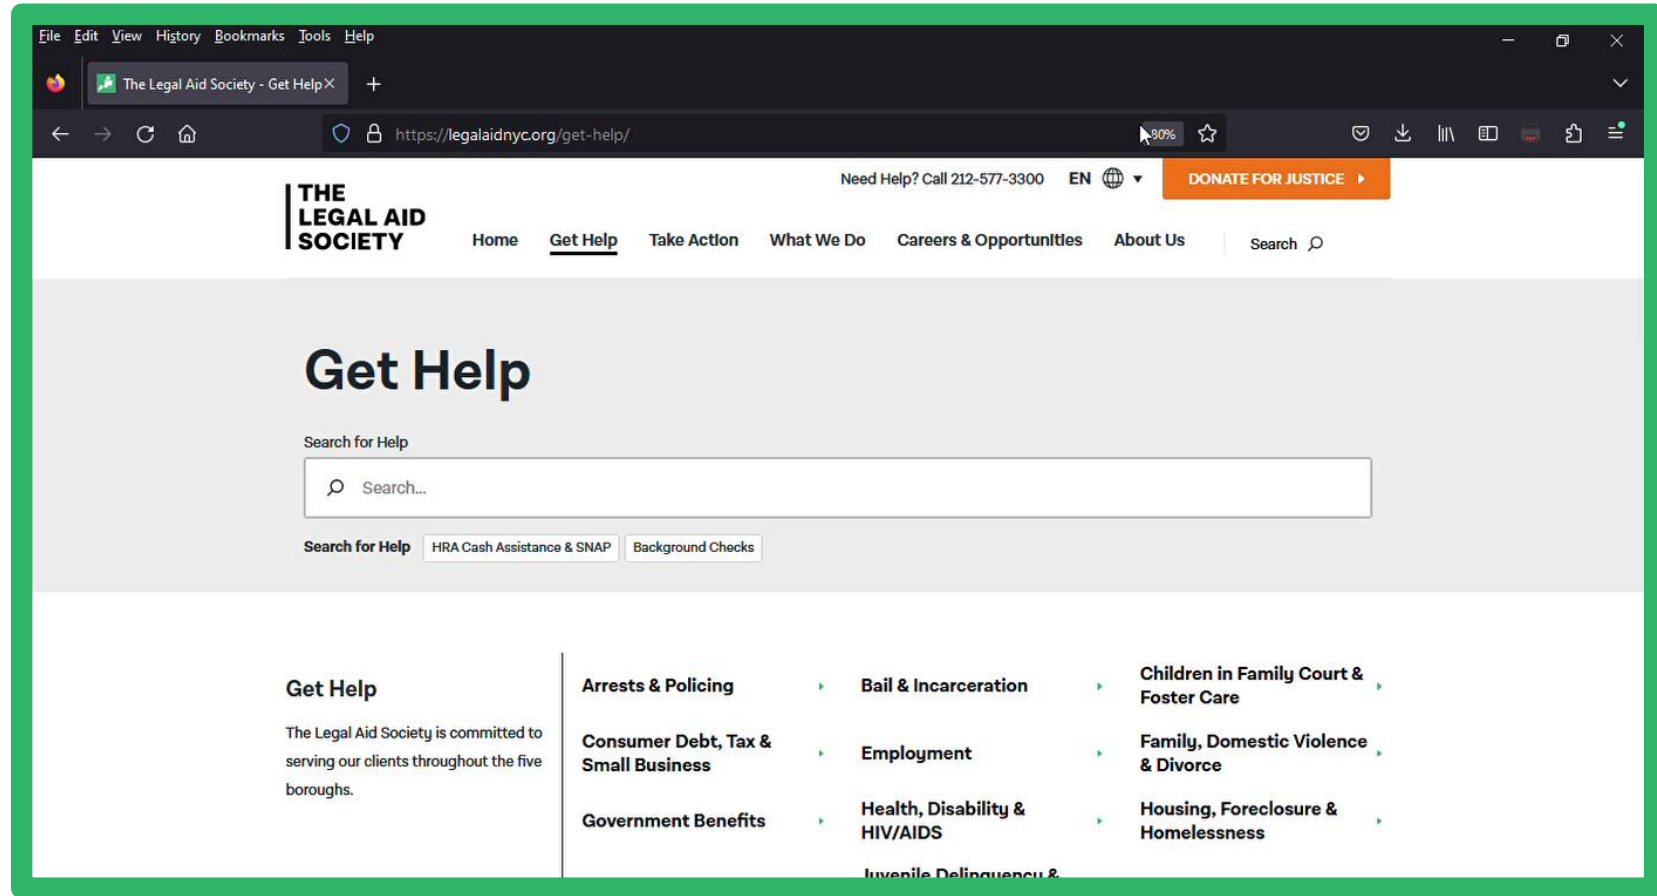 File Edit View History Bookmarks Tools Help
The Legal Aid Society - Get Help
https://legalaidnyc.org/get-help/
80%
Need Help? Call 212-577-3300 EN DONATE FOR JUSTICE
THE
LEGAL AID
SOCIETY
Home Get Help Take Action What We Do Careers & Opportunities About Us Search
Get Help
Search for Help
Search...
Search for Help HRA Cash Assistance & SNAP Background Checks
Get Help
The Legal Aid Society is committed to
serving our clients throughout the five
boroughs.
Arrests & Policing
Bail & Incarceration
Children in Family Court &
Foster Care
Consumer Debt, Tax &
Small Business
Employment
Family, Domestic Violence
& Divorce
Government Benefits
Health, Disability &
HIV/AIDS
Housing, Foreclosure &
Homelessness
Juvenile Delinquency &